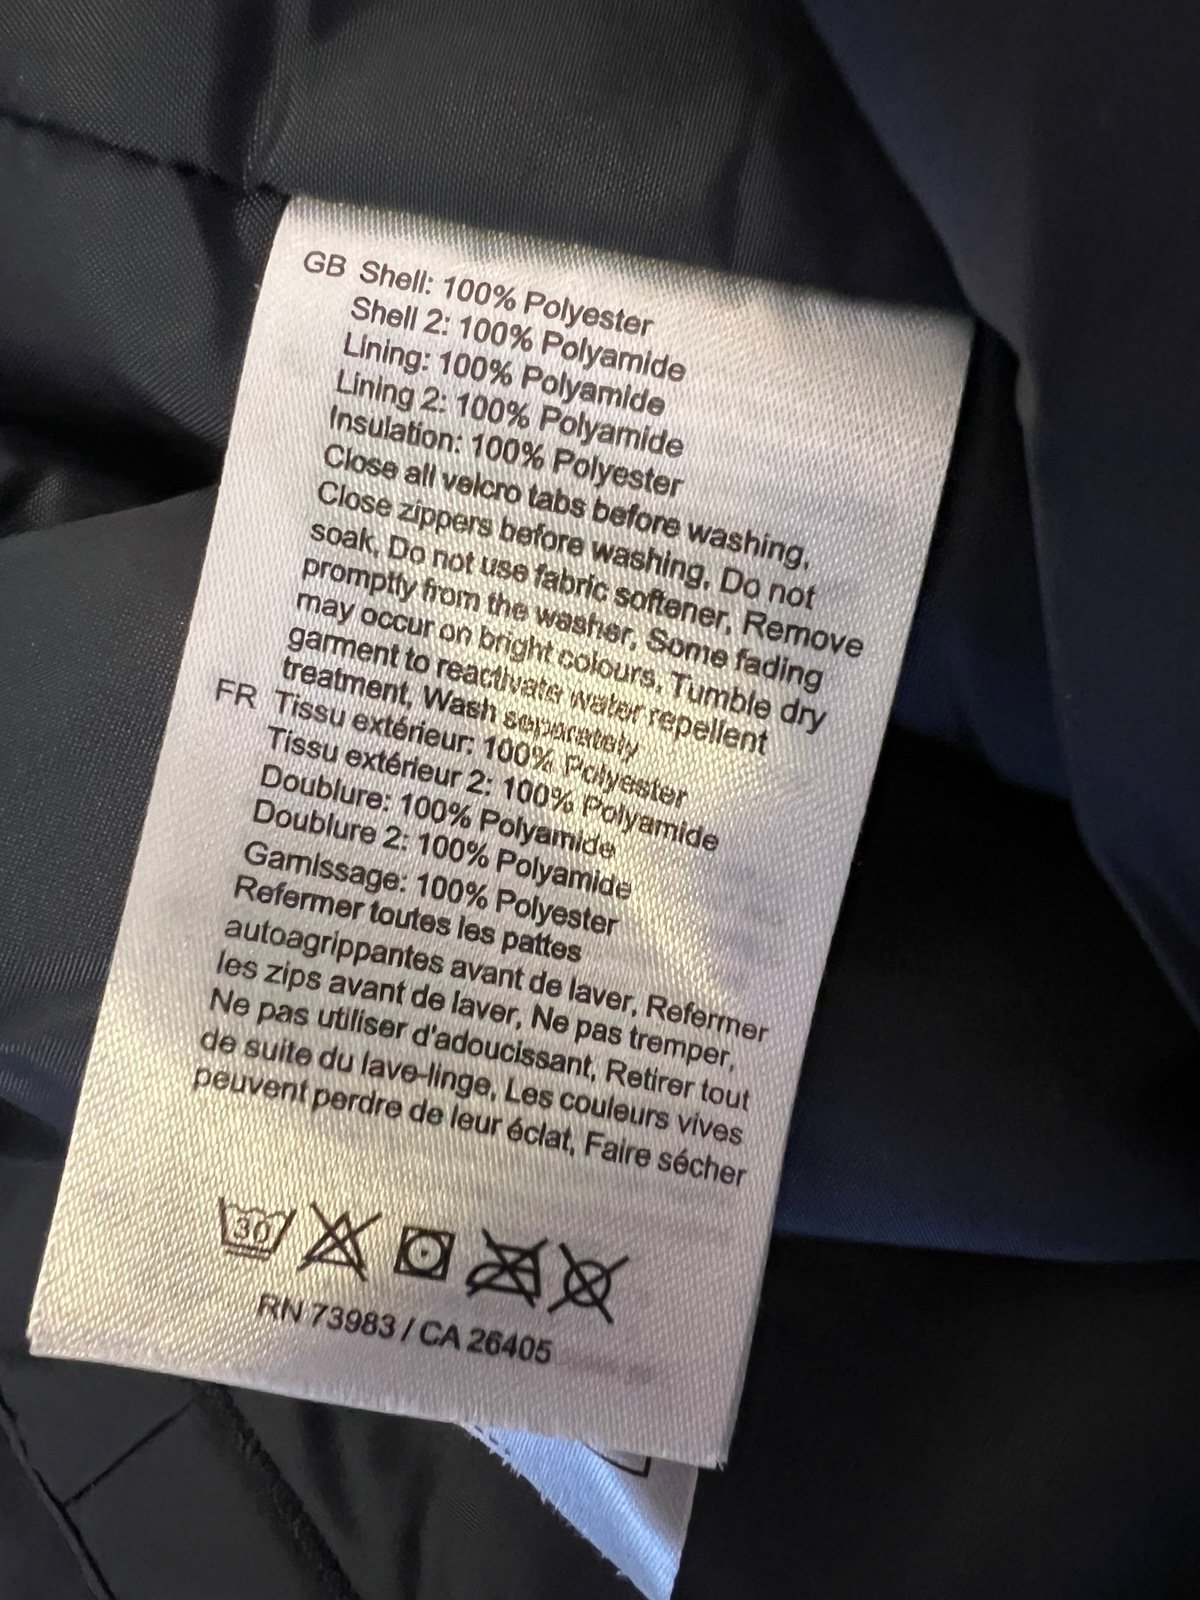 GB Shell: 100% Polyester
Shell 2: 100% Polyamide
Lining: 100% Polyamide
Lining 2: 100% Polyamide
Insulation: 100% Polyester
Close all velcro tabs before washing,
Close zippers before washing, Do not
soak, Do not use fabric softener, Remove
promptly from the washer, Some fading
may occur on bright colours, Tumble dry
garment to reactivate water repellent
treatment, Wash separately
FR Tissu extérieur: 100% Polyester
Tissu extérieur 2: 100% Polyamide
Doublure: 100% Polyamide
Doublure 2: 100% Polyamide
Garnissage: 100% Polyester
Refermer toutes les pattes
autoagrippantes avant de laver, Refermer
les zips avant de laver, Ne pas tremper,
Ne pas utiliser d'adoucissant, Retirer tout
de suite du lave-linge, Les couleurs vives
peuvent perdre de leur éclat, Faire sécher
30
RN 73983 / CA 26405